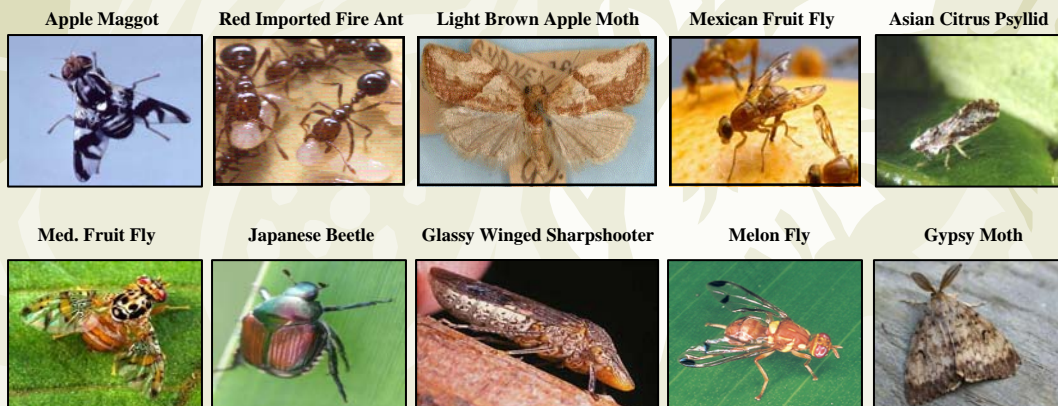 Apple Maggot
Red Imported Fire Ant
Light Brown Apple Moth
Mexican Fruit Fly
Asian Citrus Psyllid
Med. Fruit Fly
Japanese Beetle
Glassy Winged Sharpshooter
Melon Fly
Gypsy Moth